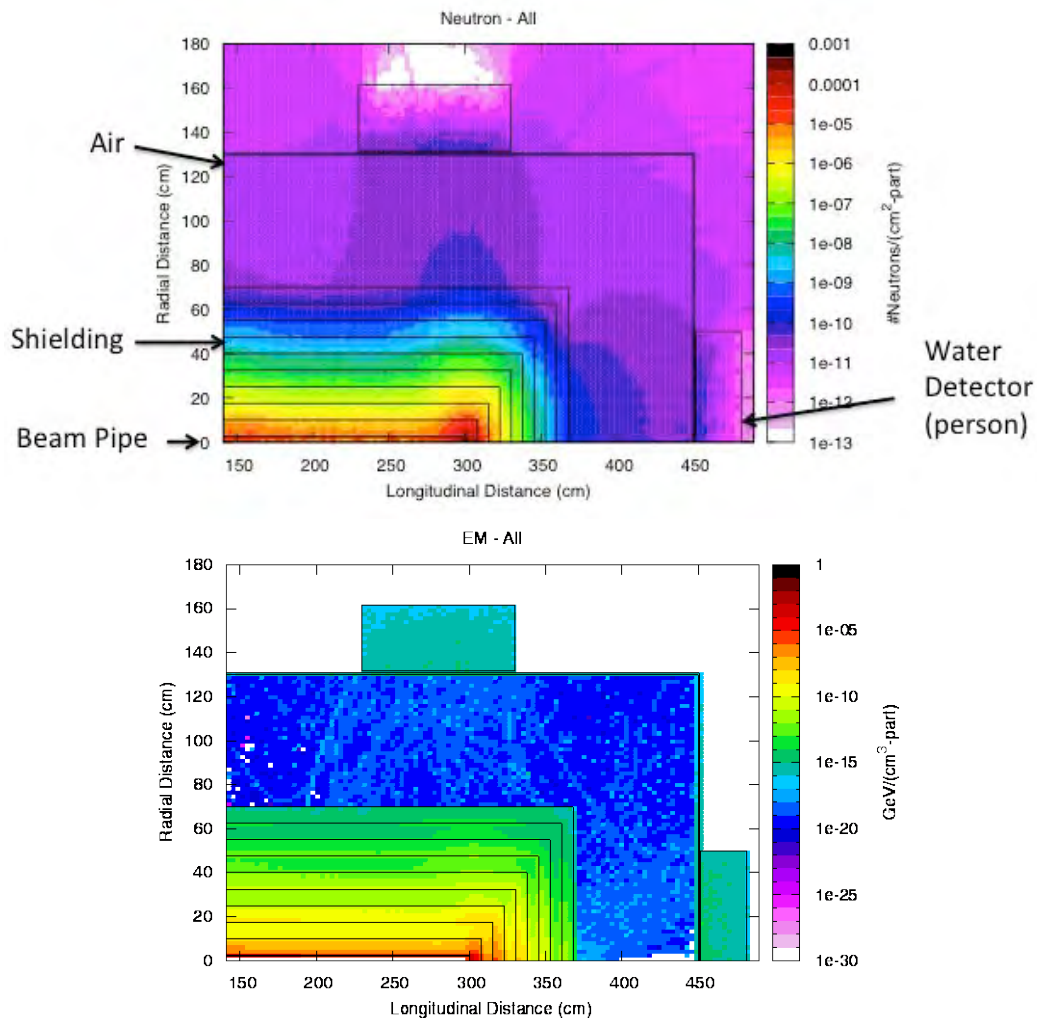 Neutron - All
180
160
140
120
100
80
60
40
20
0
Radial Distance (cm)
150 200 250 300 350 400 450
Longitudinal Distance (cm)
0.001
0.0001
1e-05
1e-06
1e-07
1e-08
1e-09
1e-10
1e-11
1e-12
1e-13
#Neutrons/(cm²-part)
Air
Shielding
Beam Pipe
Water
Detector
(person)
EM - All
180
160
140
120
100
80
60
40
20
0
Radial Distance (cm)
150 200 250 300 350 400 450
Longitudinal Distance (cm)
1
1e-05
1e-10
1e-15
1e-20
1e-25
1e-30
GeV/(cm³-part)